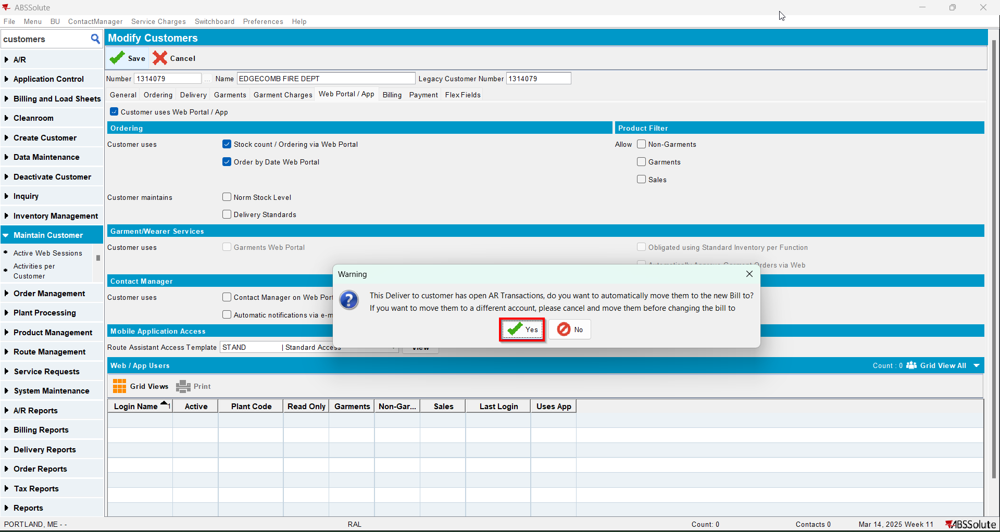 ABSSolute
File Menu BU ContactManager Service Charges Switchboard Preferences Help
customers
Modify Customers
Save Cancel
Number 1314079 ... Name EDGECOMB FIRE DEPT Legacy Customer Number 1314079
General Ordering Delivery Garments Garment Charges Web Portal / App Billing Payment Flex Fields
Customer uses Web Portal / App
Ordering
Product Filter
Customer uses Stock count / Ordering via Web Portal
Allow Non-Garments
Order by Date Web Portal
Garments
Sales
Customer maintains Norm Stock Level
Delivery Standards
Garment/Wearer Services
Customer uses Garments Web Portal
Obligated using Standard Inventory per Function
Automatically Approve Garment Orders via Web
Contact Manager
Customer uses Contact Manager on Web Por
Automatic notifications via e-m
Mobile Application Access
Route Assistant Access Template STAND | Standard Access
View
Warning
This Deliver to customer has open AR Transactions, do you want to automatically move them to the new Bill to?
If you want to move them to a different account, please cancel and move them before changing the bill to
Yes No
Web / App Users
Count : 0 Grid View All
Grid Views Print
Login Name 1 Active Plant Code Read Only Garments Non-Gar... Sales Last Login Uses App
A/R
Application Control
Billing and Load Sheets
Cleanroom
Create Customer
Data Maintenance
Deactivate Customer
Inquiry
Inventory Management
Maintain Customer
Active Web Sessions
Activities per
Customer
Order Management
Plant Processing
Product Management
Route Management
Service Requests
System Maintenance
A/R Reports
Billing Reports
Delivery Reports
Order Reports
Tax Reports
Reports
PORTLAND, ME - - RAL Count: 0 Contacts 0 Mar 14, 2025 Week 11 ABSSolute